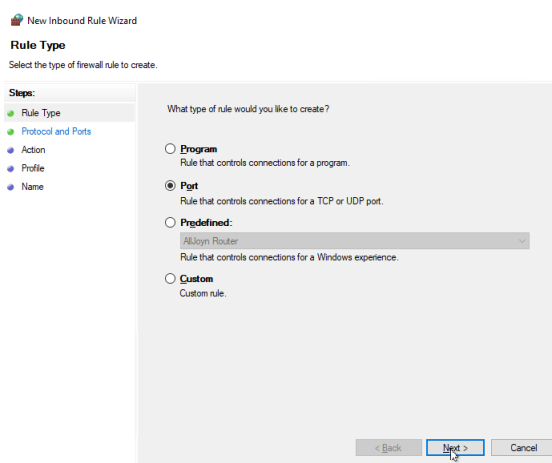 New Inbound Rule Wizard
Rule Type
Select the type of firewall rule to create.
Steps:
Rule Type
Protocol and Ports
Action
Profile
Name
What type of rule would you like to create?
Program
Rule that controls connections for a program.
Port
Rule that controls connections for a TCP or UDP port.
Predefined:
AllJoyn Router
Rule that controls connections for a Windows experience.
Custom
Custom rule.
< Back Next > Cancel